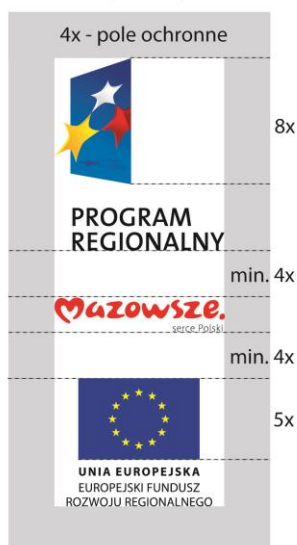 4x - pole ochronne
8x
PROGRAM
REGIONALNY
min. 4x
mazowsze.
serce Polski
min. 4x
5x
UNIA EUROPEJSKA
EUROPEJSKI FUNDUSZ
ROZWOJU REGIONALNEGO